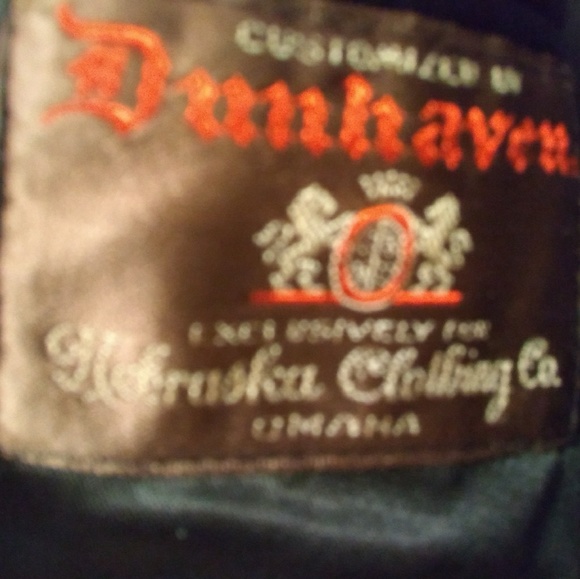 CUSTOMIZED BY
Dunhaven
EXCLUSIVELY FOR
Nebraska Clothing Co.
OMAHA